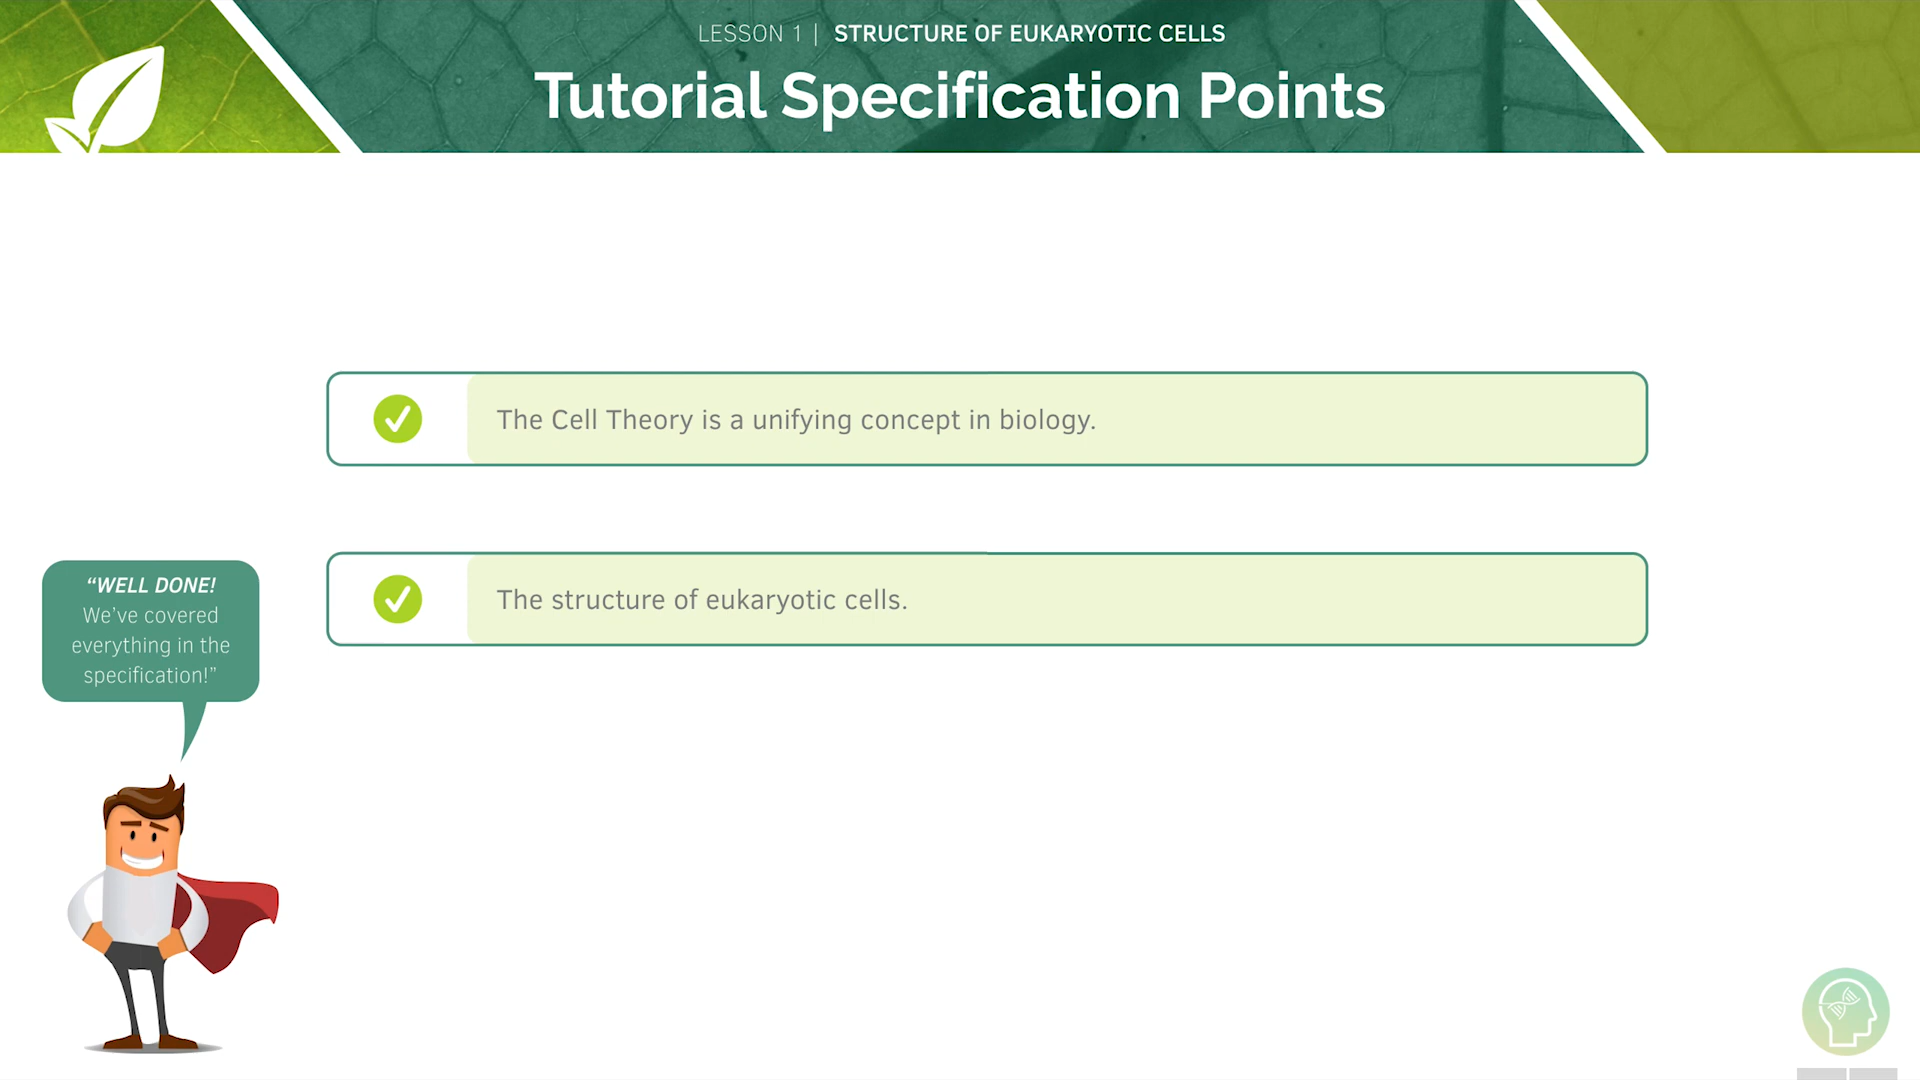 LESSON 1 | STRUCTURE OF EUKARYOTIC CELLS
Tutorial Specification Points
The Cell Theory is a unifying concept in biology.
The structure of eukaryotic cells.
“WELL DONE!
We’ve covered
everything in the
specification!”